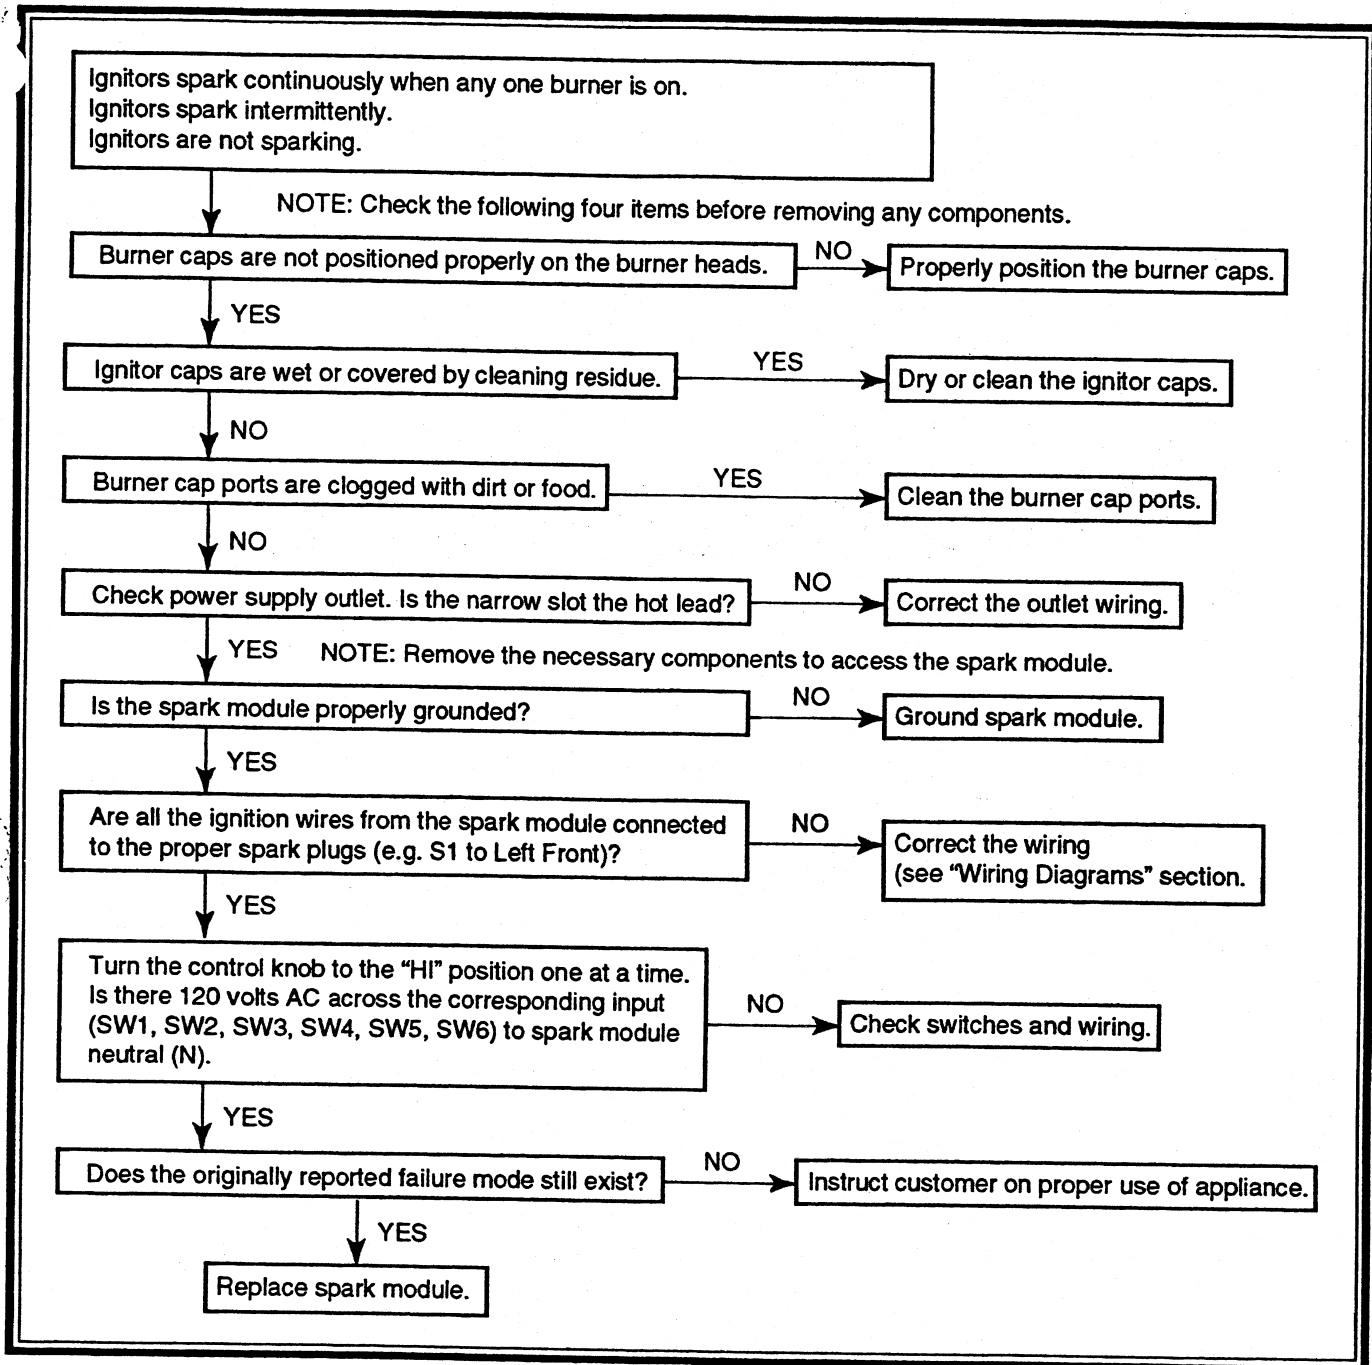 Ignitors spark continuously when any one burner is on.
Ignitors spark intermittently.
Ignitors are not sparking.
NOTE: Check the following four items before removing any components.
Burner caps are not positioned properly on the burner heads.
NO
Properly position the burner caps.
YES
Ignitor caps are wet or covered by cleaning residue.
YES
Dry or clean the ignitor caps.
NO
Burner cap ports are clogged with dirt or food.
YES
Clean the burner cap ports.
NO
Check power supply outlet. Is the narrow slot the hot lead?
NO
Correct the outlet wiring.
YES
NOTE: Remove the necessary components to access the spark module.
Is the spark module properly grounded?
NO
Ground spark module.
YES
Are all the ignition wires from the spark module connected
to the proper spark plugs (e.g. S1 to Left Front)?
NO
Correct the wiring
(see "Wiring Diagrams" section.
YES
Turn the control knob to the "HI" position one at a time.
Is there 120 volts AC across the corresponding input
(SW1, SW2, SW3, SW4, SW5, SW6) to spark module
neutral (N).
NO
Check switches and wiring.
YES
Does the originally reported failure mode still exist?
NO
Instruct customer on proper use of appliance.
YES
Replace spark module.